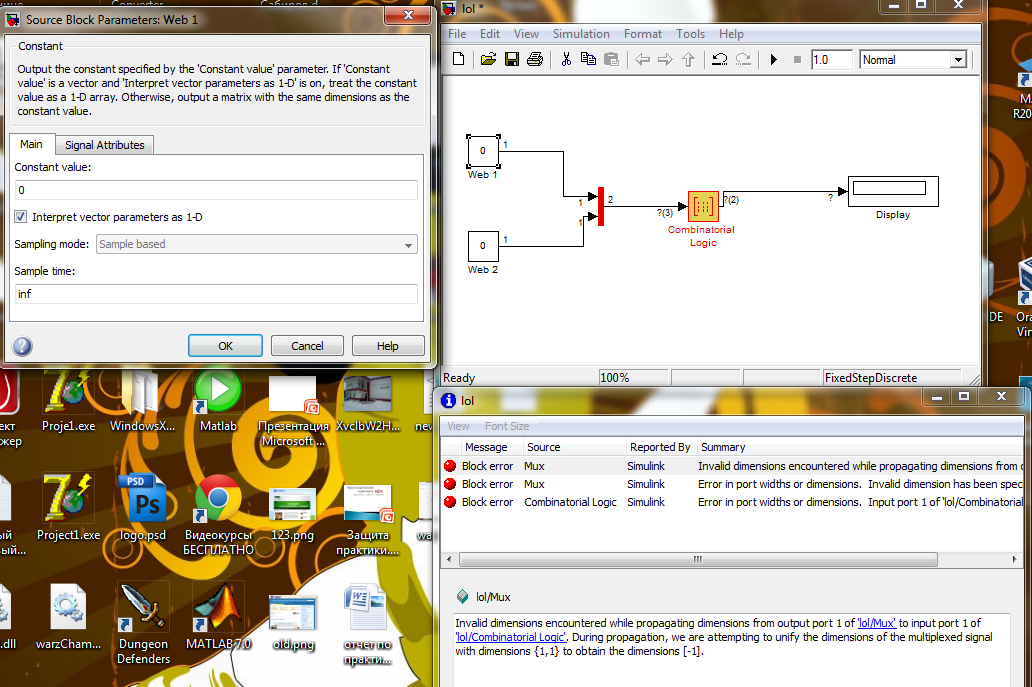 Source Block Parameters: Web 1
Constant
Output the constant specified by the 'Constant value' parameter. If 'Constant
value' is a vector and 'Interpret vector parameters as 1-D' is on, treat the constant
value as a 1-D array. Otherwise, output a matrix with the same dimensions as the
constant value.
Main Signal Attributes
Constant value:
0
Interpret vector parameters as 1-D
Sampling mode: Sample based
Sample time:
inf
OK Cancel Help
lol *
File Edit View Simulation Format Tools Help
1.0 Normal
0 1
Web 1
1 2 ?(3) ?(2) ?
1
Display
Combinatorial
Logic
0 1
Web 2
Ready 100% FixedStepDiscrete
lol
View Font Size
Message Source Reported By Summary
Block error Mux Simulink Invalid dimensions encountered while propagating dimensions from
Block error Mux Simulink Error in port widths or dimensions. Invalid dimension has been spec
Block error Combinatorial Logic Simulink Error in port widths or dimensions. Input port 1 of 'lol/Combinatorial
lol/Mux
Invalid dimensions encountered while propagating dimensions from output port 1 of 'lol/Mux' to input port 1 of
'lol/Combinatorial Logic'. During propagation, we are attempting to unify the dimensions of the multiplexed signal
with dimensions {1,1} to obtain the dimensions [-1].
Proje1.exe WindowsX... Matlab Презентация XvclbW2H...
Microsoft ...
Project1.exe logo.psd Видеокурсы 123.png Защита
БЕСПЛАТНО практики....
.dll warzCham... Dungeon MATLAB 7.0 old.png отчет по
Defenders практи...
PSD
Ps
DE